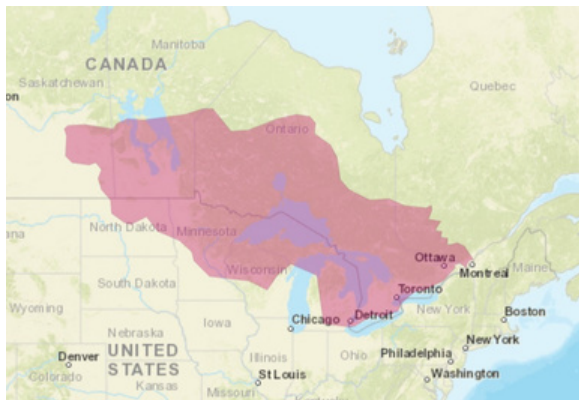 Manitoba
CANADA
Saskatchewan
Quebec
on
Ontario
North Dakota
Minnesota
Ottawa
Montreal
Maine
Wisconsin
South Dakota
Toronto
Wyoming
New York
Boston
Iowa
Chicago
Detroit
Nebraska
New York
Denver
UNITED
STATES
Illinois
Ohio
Philadelphia
Colorado
Kansas
St Louis
Washington
Missouri